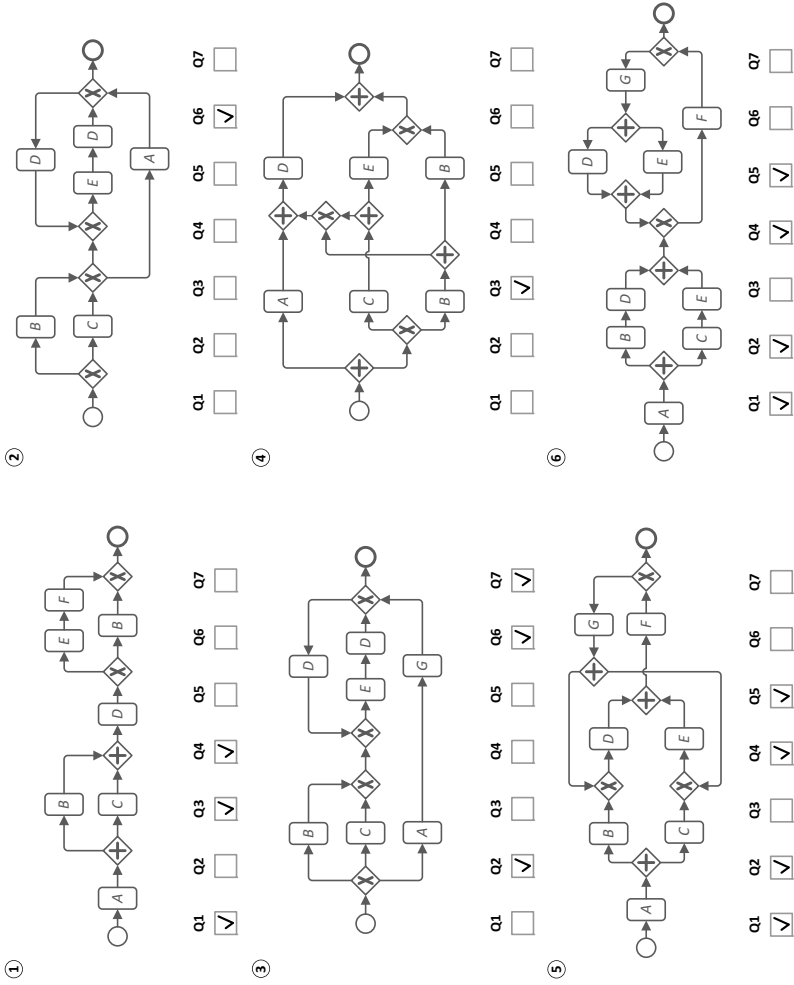 1
B E F
A C D B
Q1 Q2 Q3 Q4 Q5 Q6 Q7
2
B D
C E D
A
Q1 Q2 Q3 Q4 Q5 Q6 Q7
3
B D
C E D
A G
Q1 Q2 Q3 Q4 Q5 Q6 Q7
4
A D
C E
B B
Q1 Q2 Q3 Q4 Q5 Q6 Q7
5
G
B D
A F
C E
Q1 Q2 Q3 Q4 Q5 Q6 Q7
6
D
B D G
A E
C E F
Q1 Q2 Q3 Q4 Q5 Q6 Q7